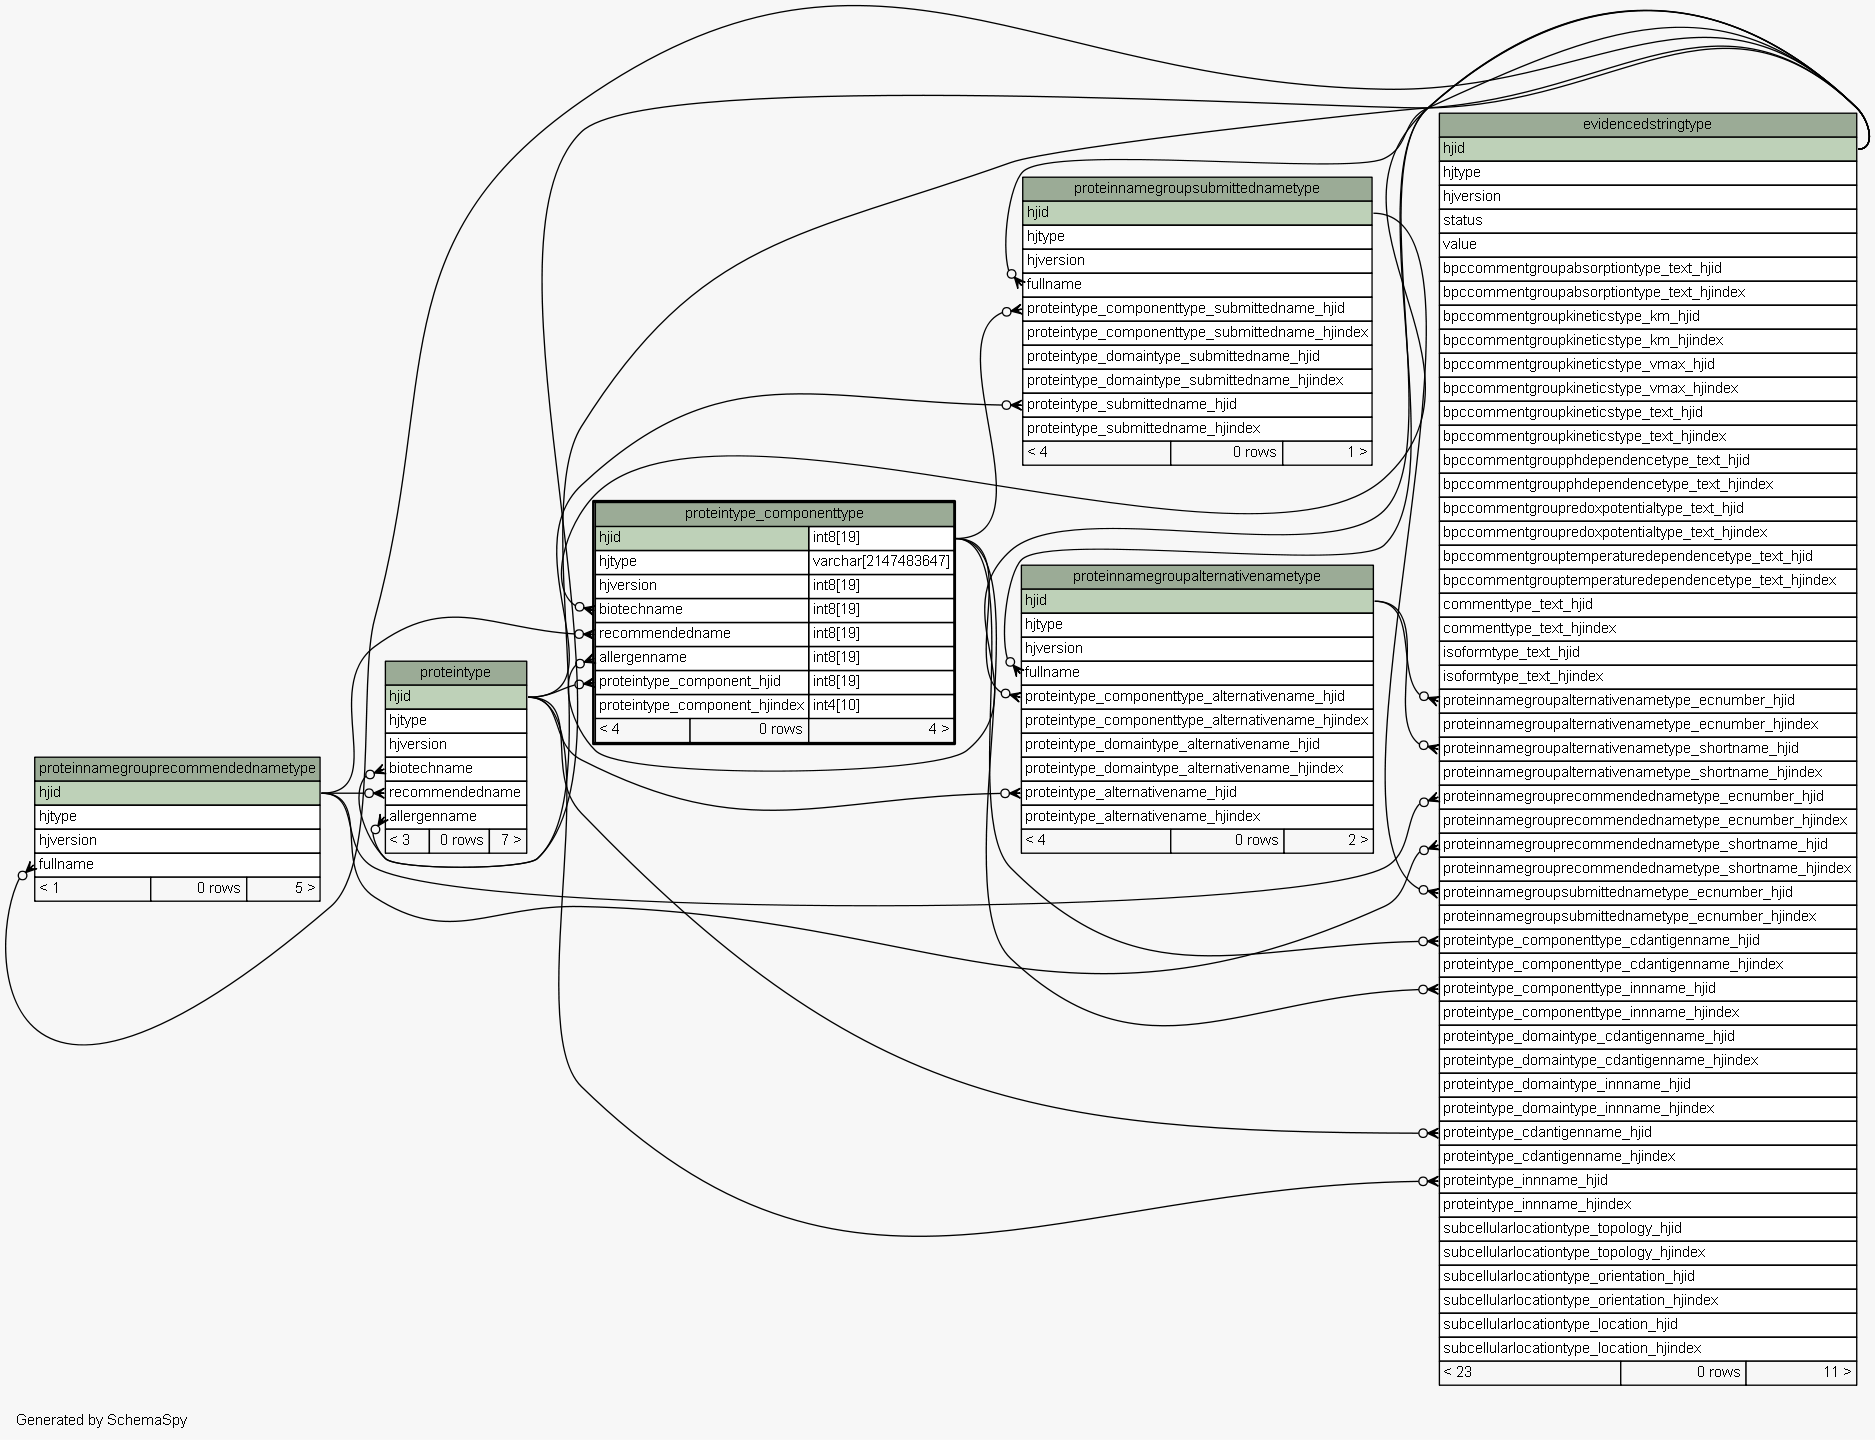 evidencedstringtype
hjid
hjtype
hjversion
status
value
bpccommentgroupabsorptiontype_text_hjid
bpccommentgroupabsorptiontype_text_hjindex
bpccommentgroupkineticstype_km_hjid
bpccommentgroupkineticstype_km_hjindex
bpccommentgroupkineticstype_vmax_hjid
bpccommentgroupkineticstype_vmax_hjindex
bpccommentgroupkineticstype_text_hjid
bpccommentgroupkineticstype_text_hjindex
bpccommentgroupphdependencetype_text_hjid
bpccommentgroupphdependencetype_text_hjindex
bpccommentgroupredoxpotentialtype_text_hjid
bpccommentgroupredoxpotentialtype_text_hjindex
bpccommentgrouptemperaturedependencetype_text_hjid
bpccommentgrouptemperaturedependencetype_text_hjindex
commenttype_text_hjid
commenttype_text_hjindex
isoformtype_text_hjid
isoformtype_text_hjindex
proteinnamegroupalternativenametype_ecnumber_hjid
proteinnamegroupalternativenametype_ecnumber_hjindex
proteinnamegroupalternativenametype_shortname_hjid
proteinnamegroupalternativenametype_shortname_hjindex
proteinnamegrouprecommendednametype_ecnumber_hjid
proteinnamegrouprecommendednametype_ecnumber_hjindex
proteinnamegrouprecommendednametype_shortname_hjid
proteinnamegrouprecommendednametype_shortname_hjindex
proteinnamegroupsubmittednametype_ecnumber_hjid
proteinnamegroupsubmittednametype_ecnumber_hjindex
proteintype_componenttype_cdantigenname_hjid
proteintype_componenttype_cdantigenname_hjindex
proteintype_componenttype_innname_hjid
proteintype_componenttype_innname_hjindex
proteintype_domaintype_cdantigenname_hjid
proteintype_domaintype_cdantigenname_hjindex
proteintype_domaintype_innname_hjid
proteintype_domaintype_innname_hjindex
proteintype_cdantigenname_hjid
proteintype_cdantigenname_hjindex
proteintype_innname_hjid
proteintype_innname_hjindex
subcellularlocationtype_topology_hjid
subcellularlocationtype_topology_hjindex
subcellularlocationtype_orientation_hjid
subcellularlocationtype_orientation_hjindex
subcellularlocationtype_location_hjid
subcellularlocationtype_location_hjindex
< 23 0 rows 11 >
proteinnamegroupsubmittednametype
hjid
hjtype
hjversion
fullname
proteintype_componenttype_submittedname_hjid
proteintype_componenttype_submittedname_hjindex
proteintype_domaintype_submittedname_hjid
proteintype_domaintype_submittedname_hjindex
proteintype_submittedname_hjid
proteintype_submittedname_hjindex
< 4 0 rows 1 >
proteintype_componenttype
hjid int8[19]
hjtype varchar[2147483647]
hjversion int8[19]
biotechname int8[19]
recommendedname int8[19]
allergenname int8[19]
proteintype_component_hjid int8[19]
proteintype_component_hjindex int4[10]
< 4 0 rows 4 >
proteinnamegroupalternativenametype
hjid
hjtype
hjversion
fullname
proteintype_componenttype_alternativename_hjid
proteintype_componenttype_alternativename_hjindex
proteintype_domaintype_alternativename_hjid
proteintype_domaintype_alternativename_hjindex
proteintype_alternativename_hjid
proteintype_alternativename_hjindex
< 4 0 rows 2 >
proteintype
hjid
hjtype
hjversion
biotechname
recommendedname
allergenname
< 3 0 rows 7 >
proteinnamegrouprecommendednametype
hjid
hjtype
hjversion
fullname
< 1 0 rows 5 >
Generated by SchemaSpy